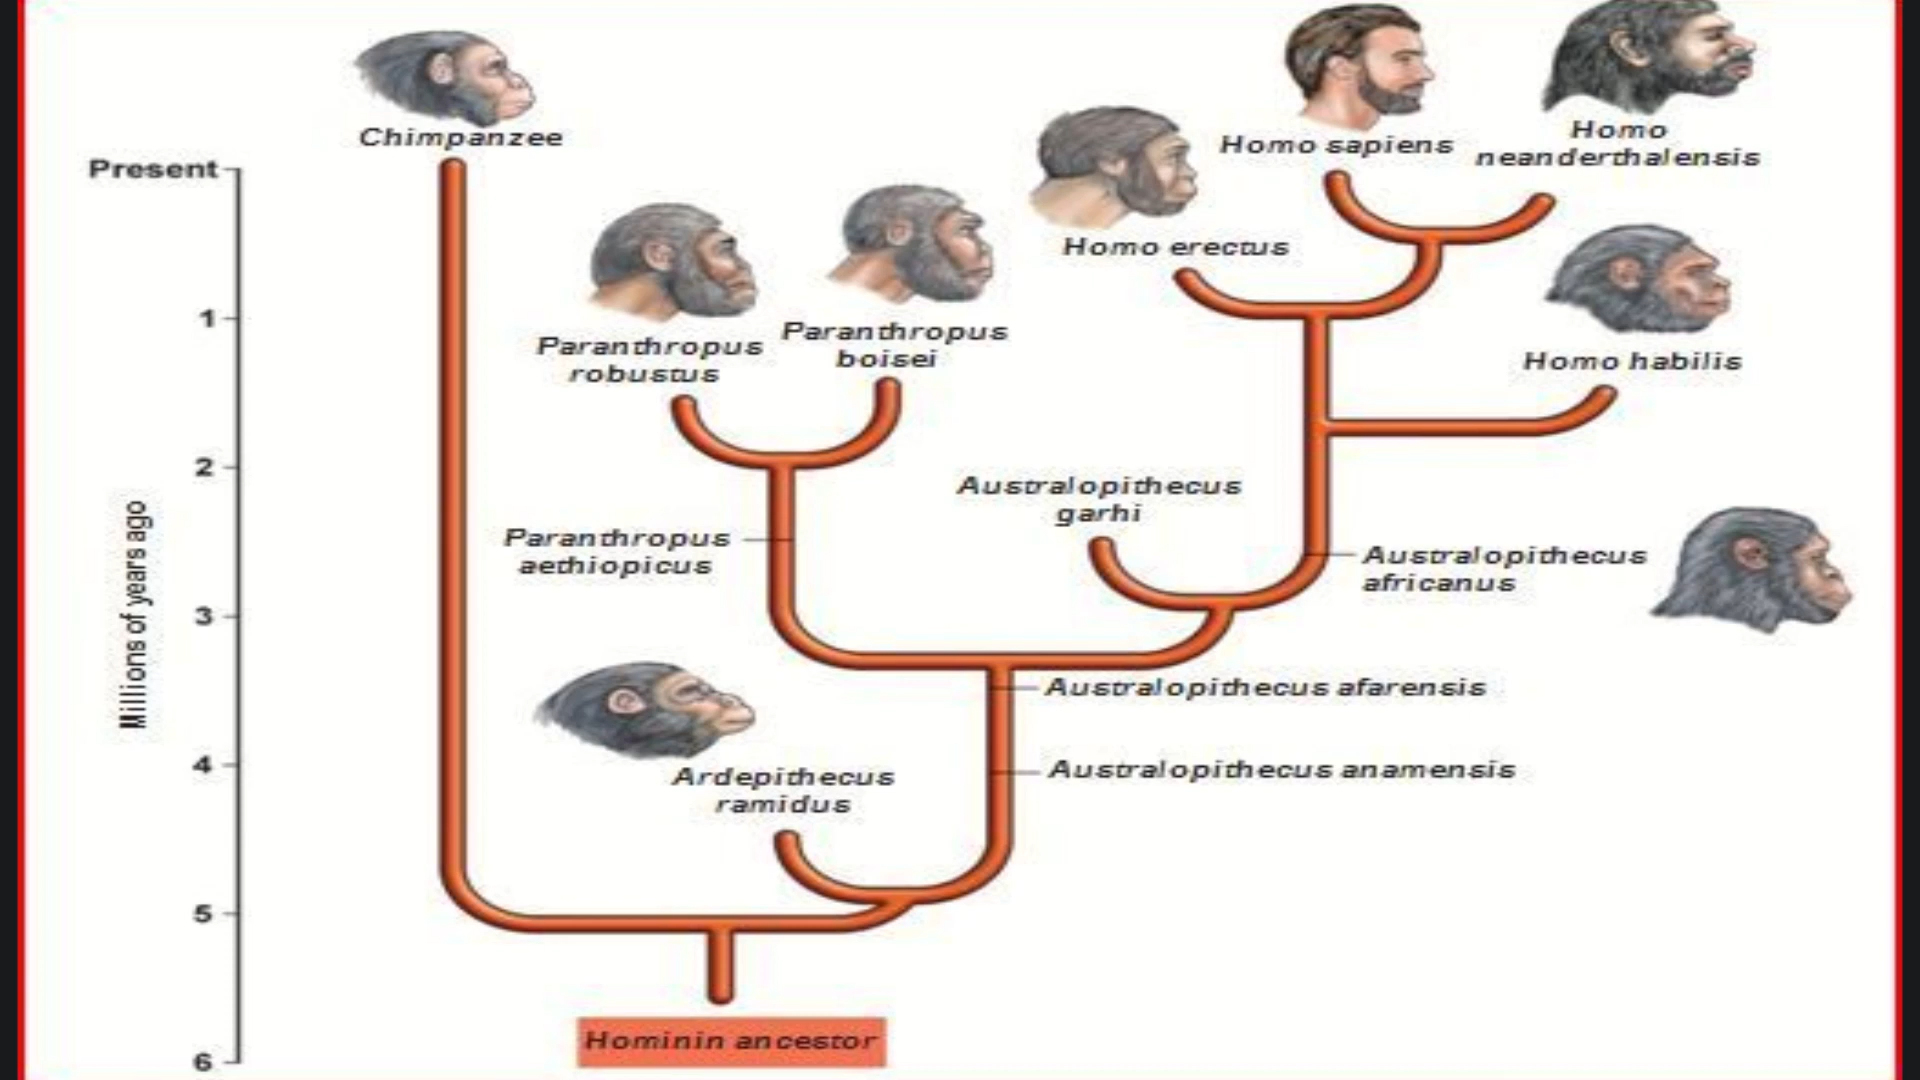 Chimpanzee
Homo sapiens
Homo
neanderthalensis
Present
Homo erectus
Paranthropus
robustus
Paranthropus
boisei
Homo habilis
1
2
3
4
5
6
Millions of years ago
Australopithecus
garhi
Paranthropus
aethiopicus
Australopithecus
africanus
Australopithecus afarensis
Australopithecus anamensis
Ardepithecus
ramidus
Hominin ancestor